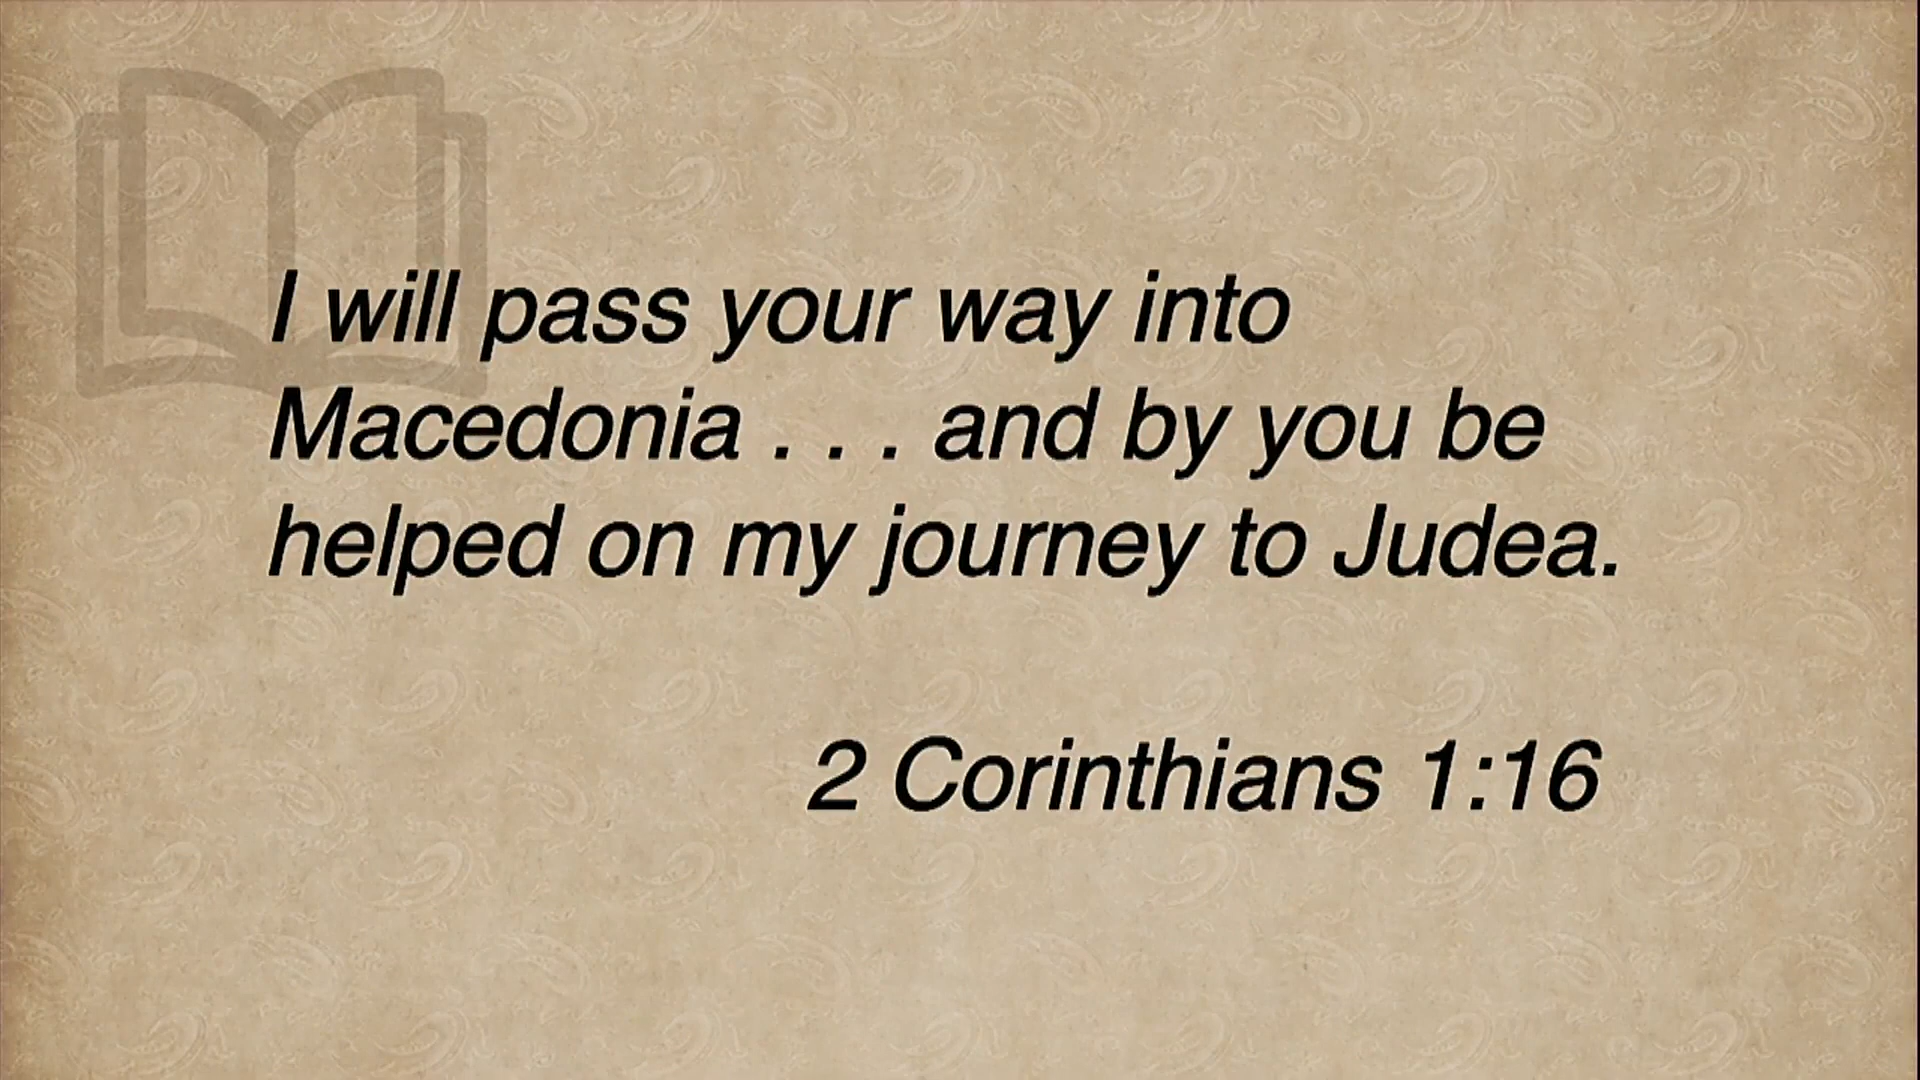 I will pass your way into
Macedonia . . . and by you be
helped on my journey to Judea.
2 Corinthians 1:16